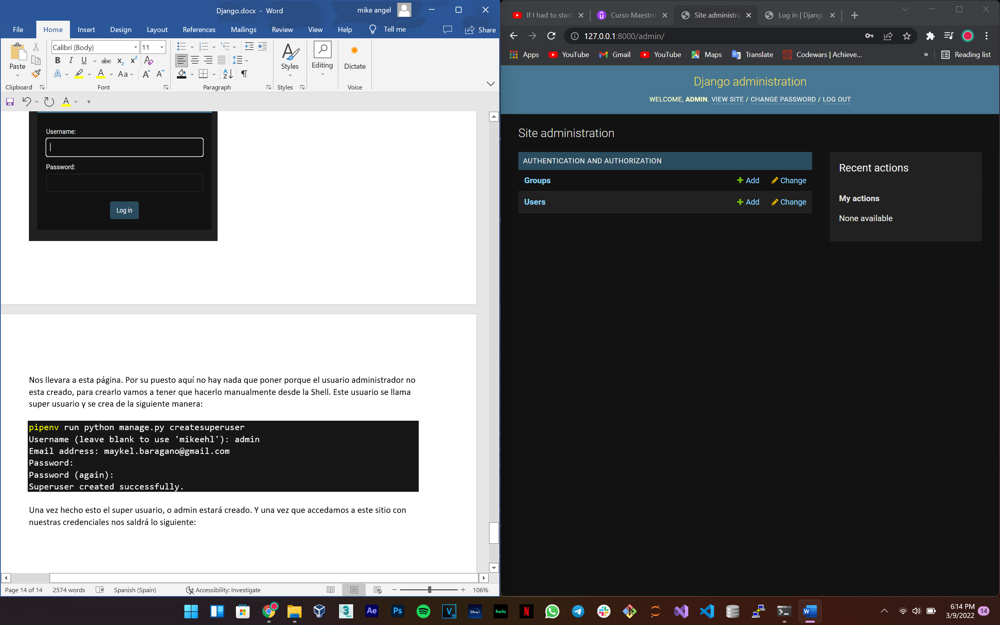 Django.docx - Word
mike angel
File Home Insert Design Layout References Mailings Review View Help Tell me Share
Paste
Clipboard
Calibri (Body) 11
Font
Paragraph
Styles
Styles
Editing
Dictate
Voice
Username:
Password:
Log in
Nos llevara a esta página. Por su puesto aquí no hay nada que poner porque el usuario administrador no
esta creado, para crearlo vamos a tener que hacerlo manualmente desde la Shell. Este usuario se llama
super usuario y se crea de la siguiente manera:
pipenv run python manage.py createsuperuser
Username (leave blank to use 'mikeehl'): admin
Email address: maykel.baragano@gmail.com
Password:
Password (again):
Superuser created successfully.
Una vez hecho esto el super usuario, o admin estará creado. Y una vez que accedamos a este sitio con
nuestras credenciales nos saldrá lo siguiente:
Page 14 of 14 2574 words Spanish (Spain) Accessibility: Investigate 106%
If I had to start Curso Maestro Site administra Log in | Django
127.0.0.1:8000/admin/
Apps YouTube Gmail YouTube Maps Translate Codewars | Achieve... » Reading list
Django administration
WELCOME, ADMIN. VIEW SITE / CHANGE PASSWORD / LOG OUT
Site administration
AUTHENTICATION AND AUTHORIZATION
Groups Add Change
Users Add Change
Recent actions
My actions
None available
3 MAX Ae Ps V 18 Disney+ hulu N W
6:14 PM
3/9/2022 14